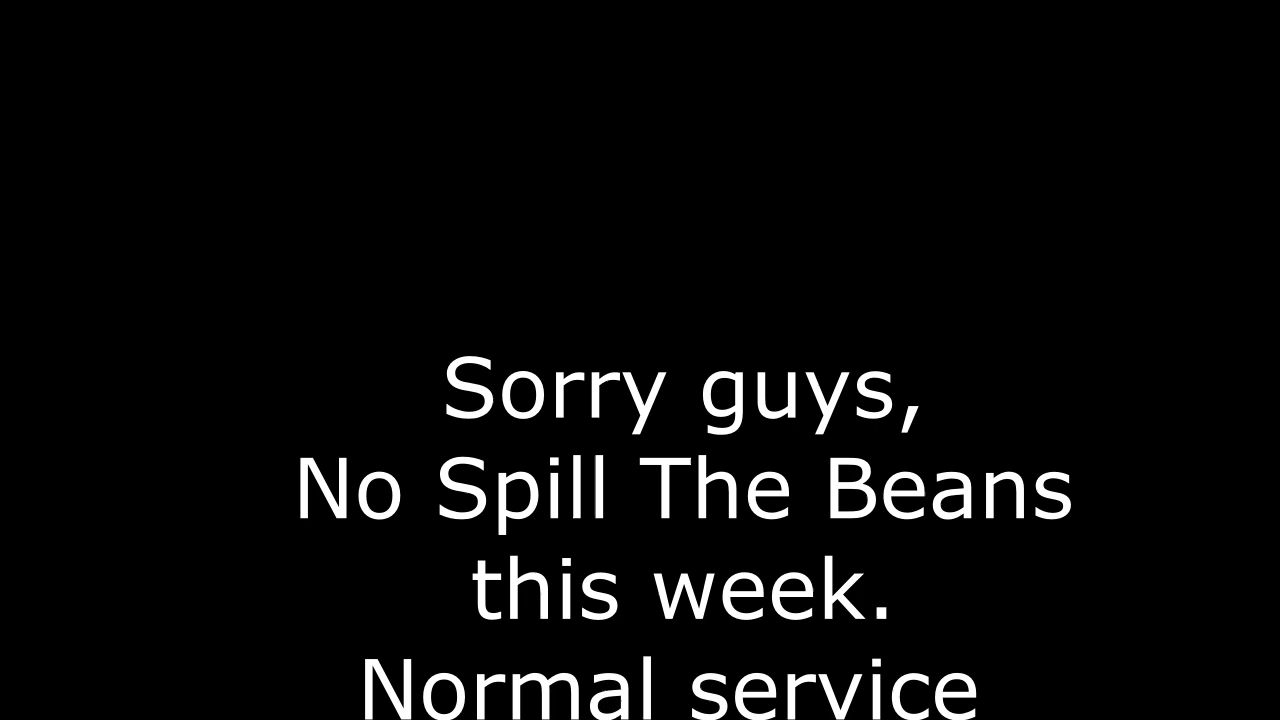 Sorry guys,
No Spill The Beans
this week.
Normal service